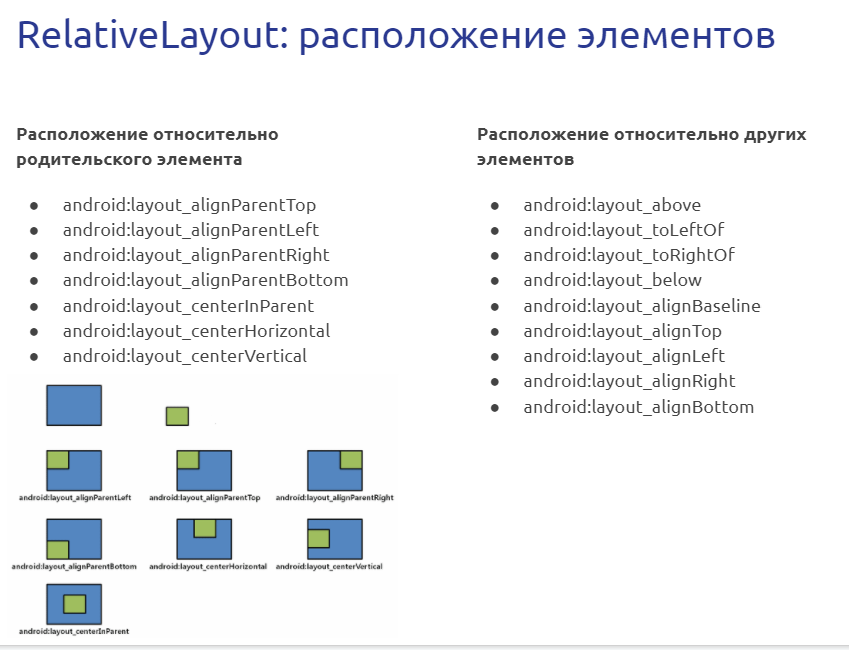 RelativeLayout: расположение элементов
Расположение относительно
родительского элемента
● android:layout_alignParentTop
● android:layout_alignParentLeft
● android:layout_alignParentRight
● android:layout_alignParentBottom
● android:layout_centerInParent
● android:layout_centerHorizontal
● android:layout_centerVertical
Расположение относительно других
элементов
● android:layout_above
● android:layout_toLeftOf
● android:layout_toRightOf
● android:layout_below
● android:layout_alignBaseline
● android:layout_alignTop
● android:layout_alignLeft
● android:layout_alignRight
● android:layout_alignBottom
android:layout_alignParentLeft
android:layout_alignParentTop
android:layout_alignParentRight
android:layout_alignParentBottom
android:layout_centerHorizontal
android:layout_centerVertical
android:layout_centerInParent